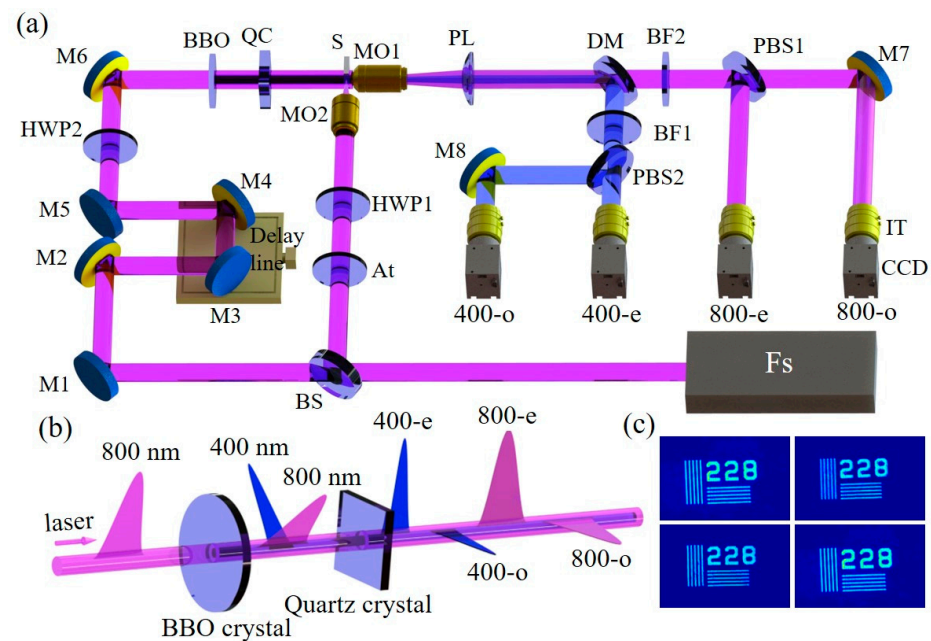 (a)
M6
BBO
QC
S
MO1
PL
DM
BF2
PBS1
M7
HWP2
MO2
BF1
M8
M4
PBS2
M5
HWP1
M2
Delay
line
IT
At
CCD
M3
400-o
400-e
800-e
800-o
M1
BS
Fs
(b)
800 nm
400 nm
800 nm
400-e
800-e
laser
400-o
800-o
BBO crystal
Quartz crystal
(c)
228
228
228
228